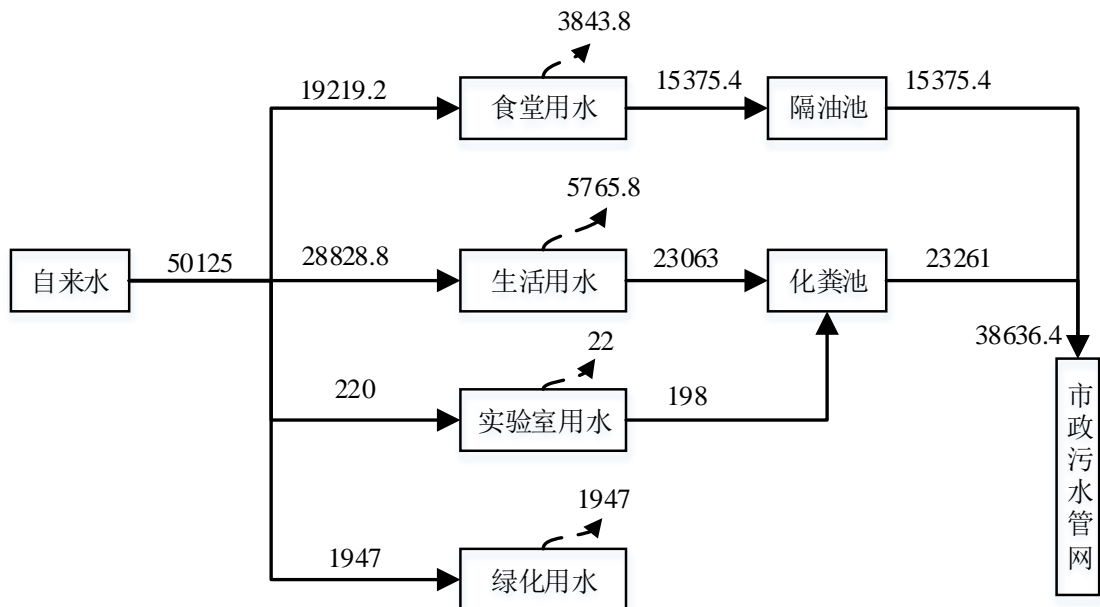 3843.8
19219.2
食堂用水
15375.4
隔油池
15375.4
5765.8
自来水
50125
28828.8
生活用水
23063
化粪池
23261
38636.4
22
220
实验室用水
198
市政污水管网
1947
1947
绿化用水